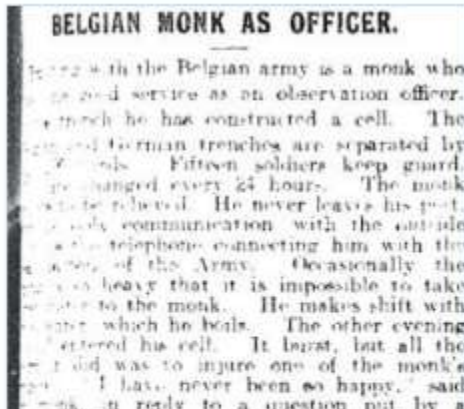 BELGIAN MONK AS OFFICER.
with the Belgian army is a monk who
service as an observation officer.
he has constructed a cell. The
German trenches are separated by
Fifteen soldiers keep guard.
changed every 24 hours. The monk
relieved. He never leaves his post.
communication with the outside
telephone connecting him with the
of the Army. Occasionally the
heavy that it is impossible to take
to the monk. He makes shift with
which he boils. The other evening
entered his cell. It burst, but all the
did was to injure one of the monk's
I have never been so happy," said
in reply to a question put by a